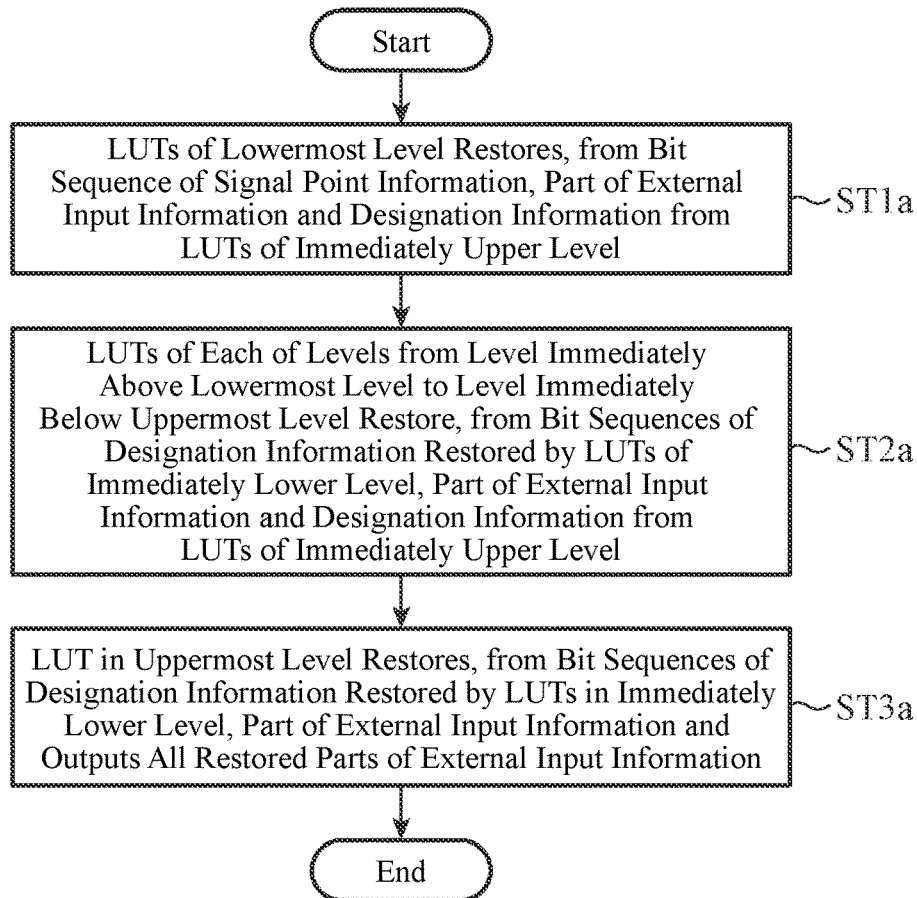 Start
LUTs of Lowermost Level Restores, from Bit
Sequence of Signal Point Information, Part of External
Input Information and Designation Information from
LUTs of Immediately Upper Level
ST1a
LUTs of Each of Levels from Level Immediately
Above Lowermost Level to Level Immediately
Below Uppermost Level Restore, from Bit Sequences of
Designation Information Restored by LUTs of
Immediately Lower Level, Part of External Input
Information and Designation Information from
LUTs of Immediately Upper Level
ST2a
LUT in Uppermost Level Restores, from Bit Sequences of
Designation Information Restored by LUTs in Immediately
Lower Level, Part of External Input Information and
Outputs All Restored Parts of External Input Information
ST3a
End